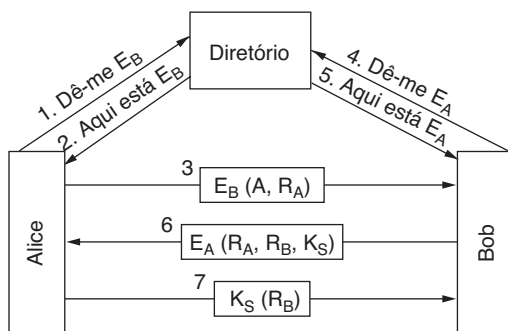 Diretório
1. Dê-me E_B
2. Aqui está E_B
4. Dê-me E_A
5. Aqui está E_A
Alice
3
E_B (A, R_A)
6
E_A (R_A, R_B, K_S)
7
K_S (R_B)
Bob